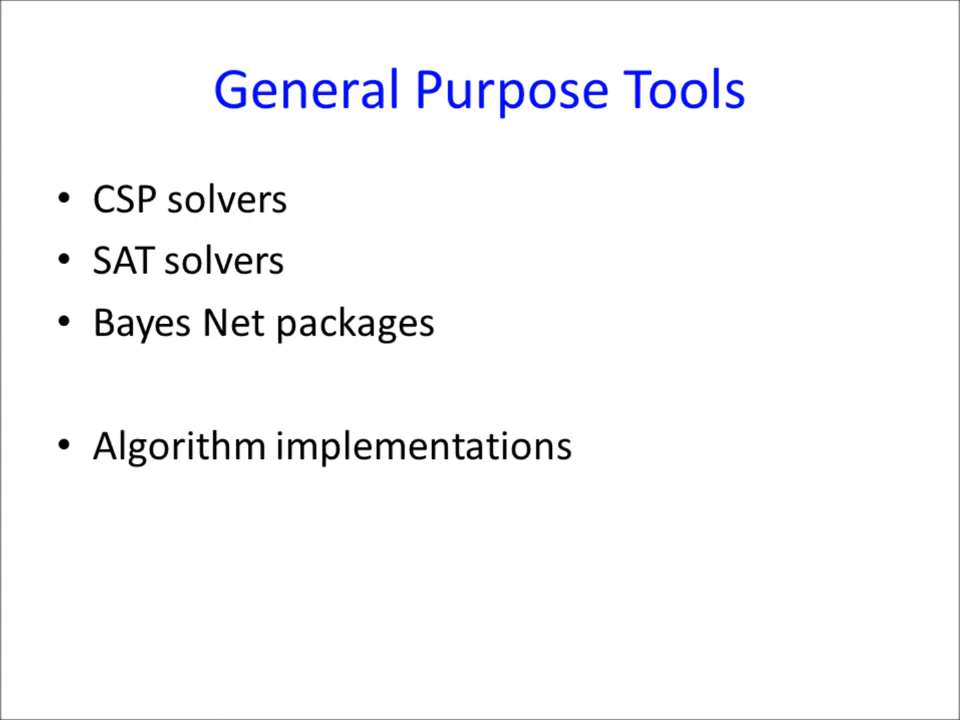 General Purpose Tools
• CSP solvers
• SAT solvers
• Bayes Net packages
• Algorithm implementations